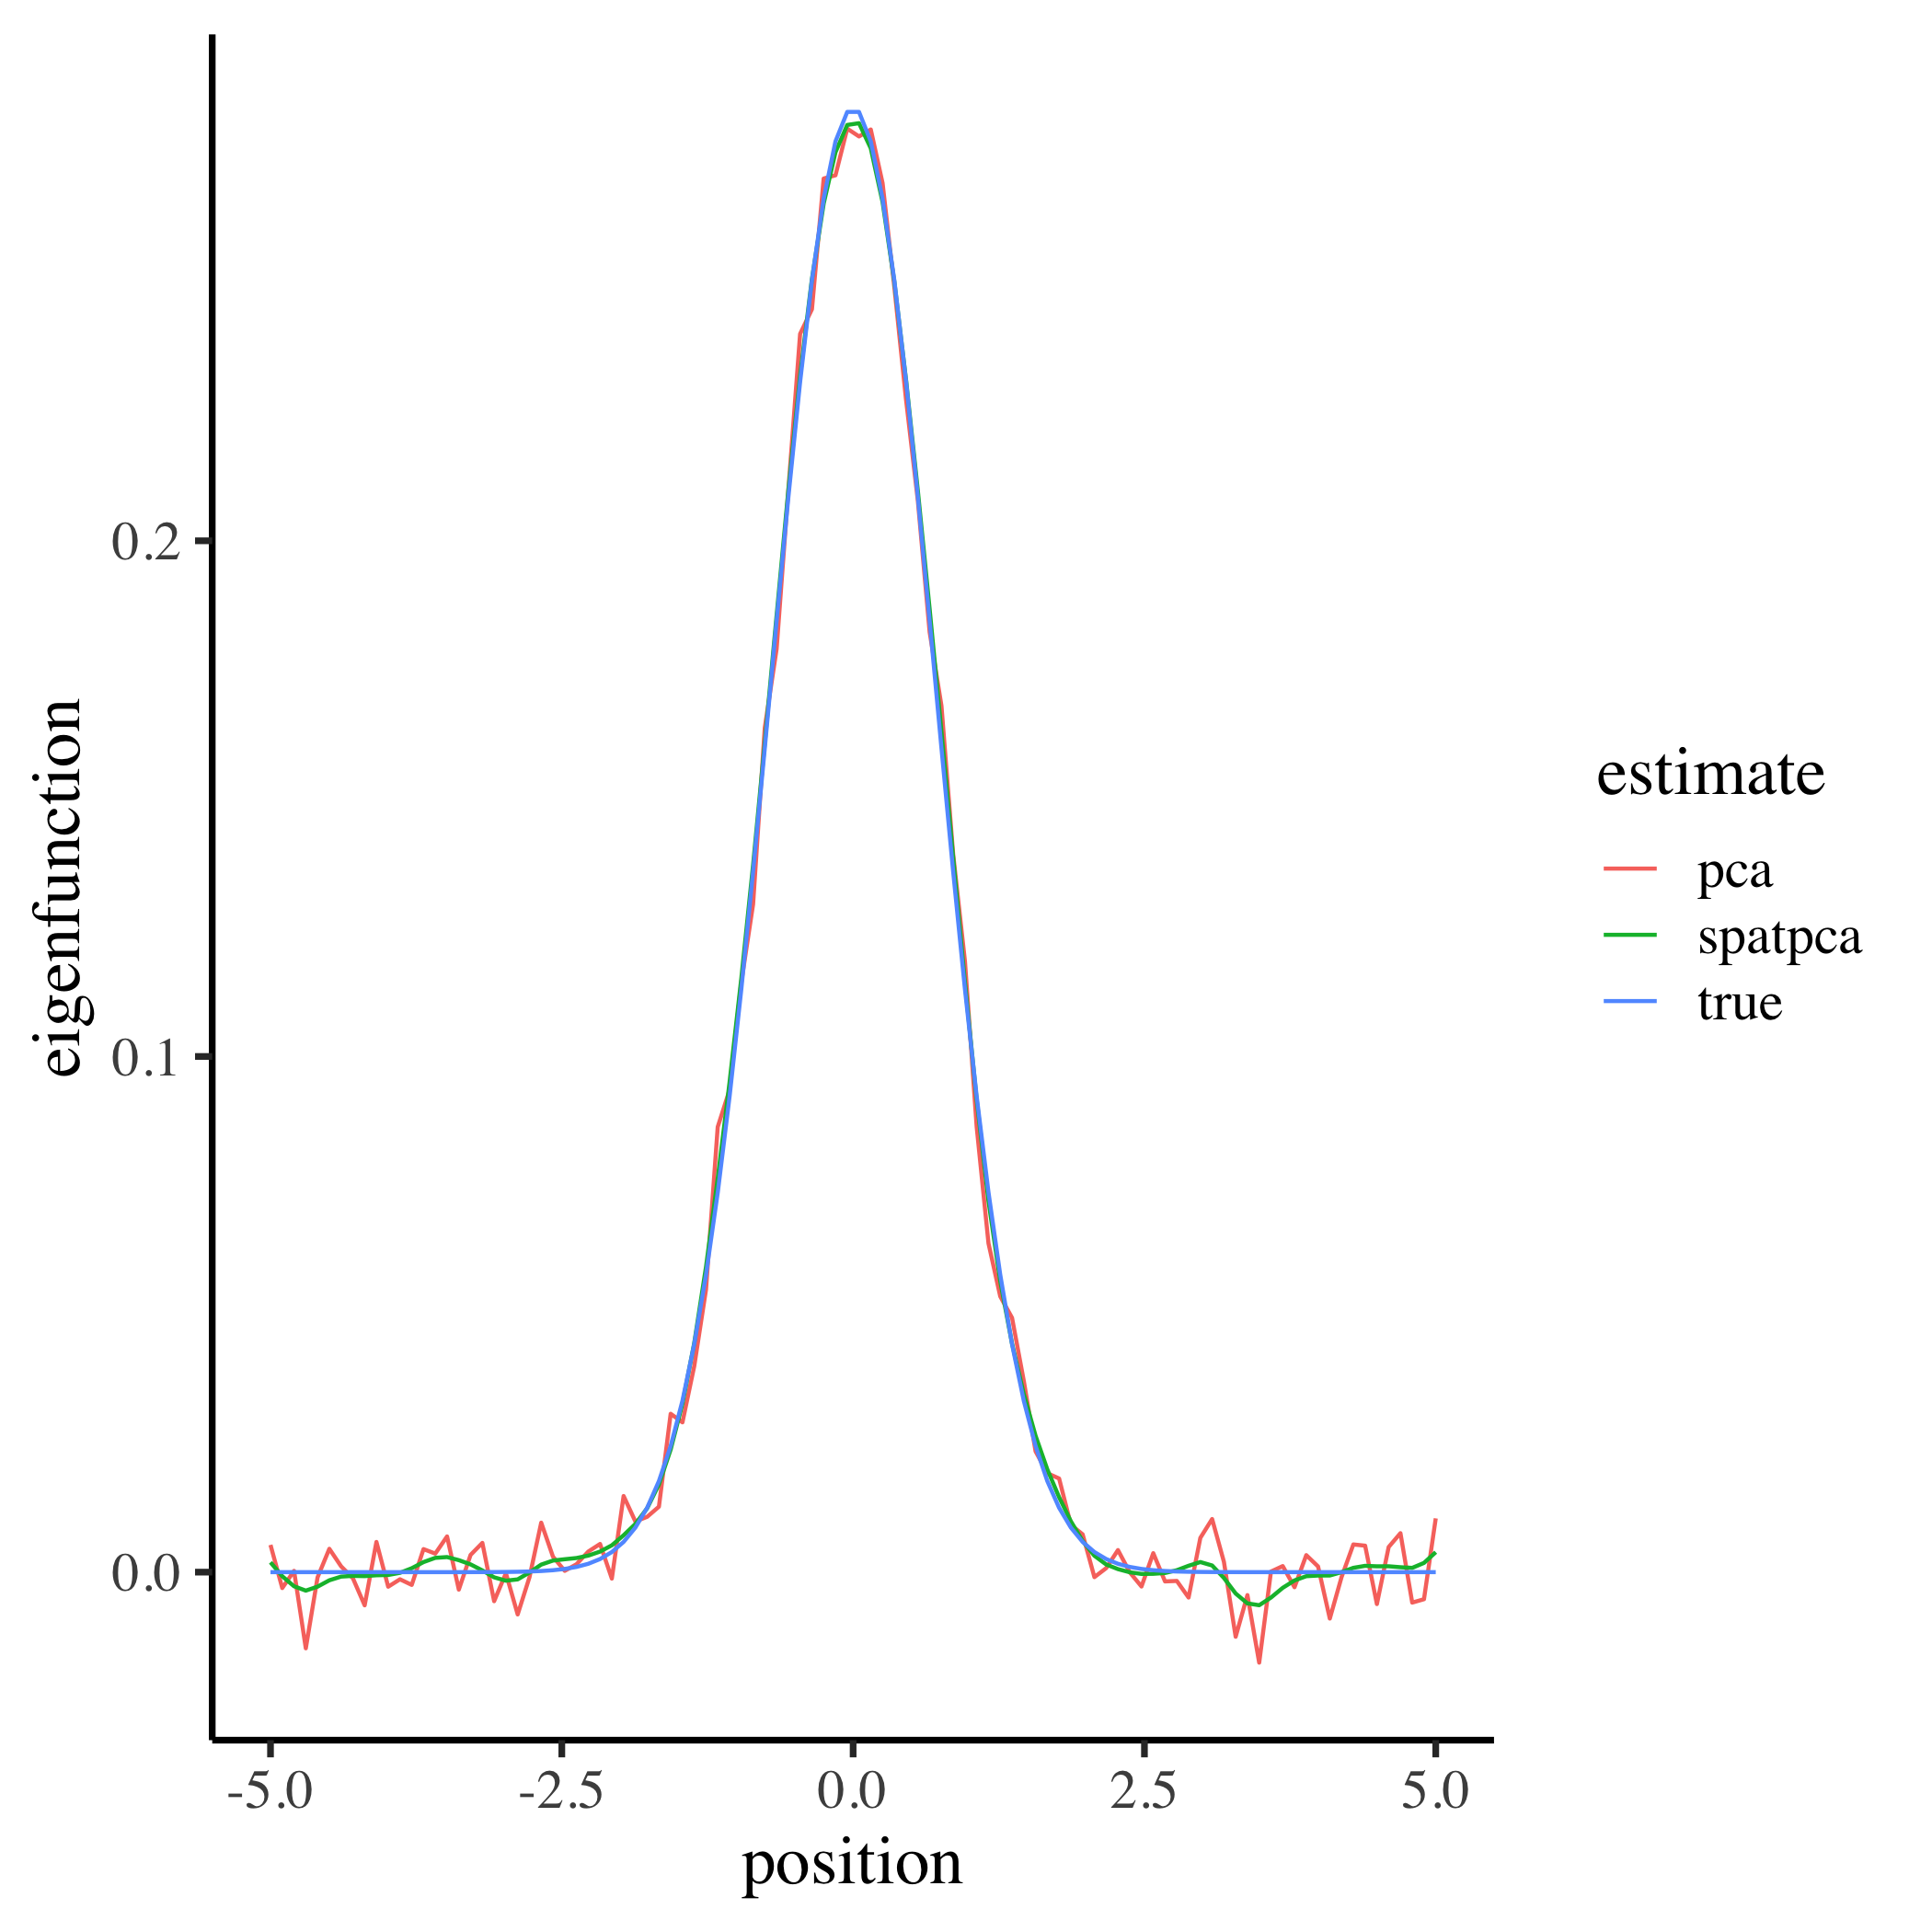 eigenfunction
0.2
0.1
0.0
-5.0 -2.5 0.0 2.5 5.0
position
estimate
pca
spatpca
true